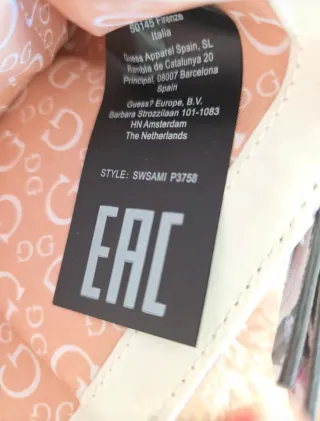 50145 Firenze
Italia
Guess Apparel Spain, SL
Rambla de Catalunya 20
Principal, 08007 Barcelona
Spain
Guess? Europe, B.V.
Barbara Strozzilaan 101-1083
HN Amsterdam
The Netherlands
STYLE: SWSAMI P3758
EAC